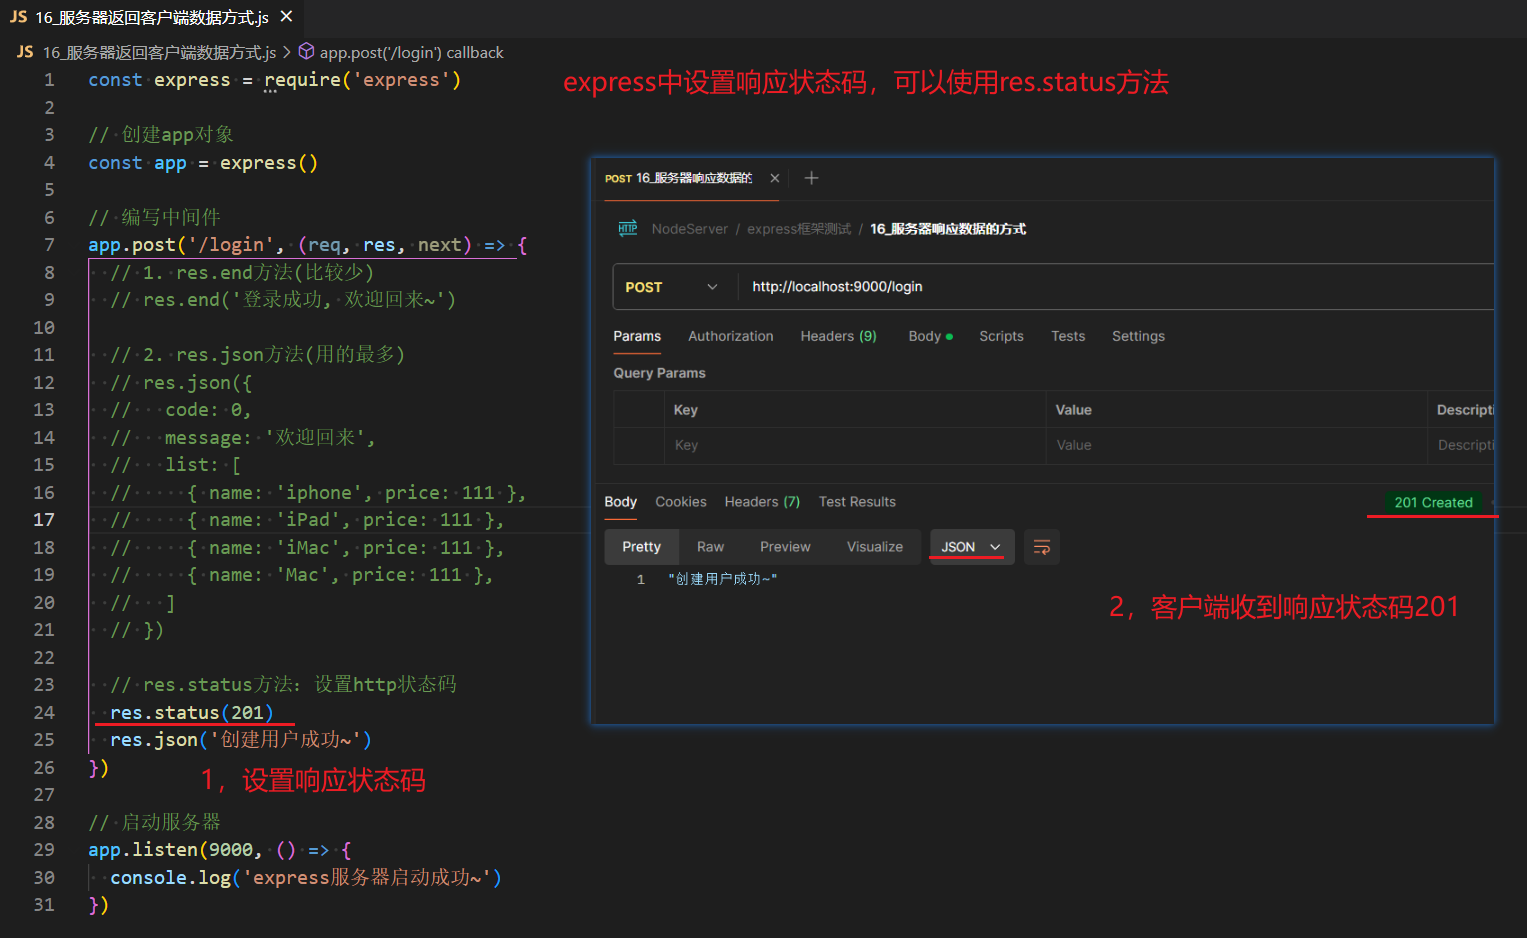 JS 16_服务器返回客户端数据方式.js ×
JS 16_服务器返回客户端数据方式.js > app.post('/login') callback
express中设置响应状态码，可以使用res.status方法
1 const express = require('express')
2
3 // 创建app对象
4 const app = express()
5
6 // 编写中间件
7 app.post('/login', (req, res, next) => {
8 // 1. res.end方法(比较少)
9 // res.end('登录成功, 欢迎回来~')
10
11 // 2. res.json方法(用的最多)
12 // res.json({
13 //   code: 0,
14 //   message: '欢迎回来',
15 //   list: [
16 //     { name: 'iphone', price: 111 },
17 //     { name: 'iPad', price: 111 },
18 //     { name: 'iMac', price: 111 },
19 //     { name: 'Mac', price: 111 },
20 //   ]
21 // })
22
23 // res.status方法: 设置http状态码
24 res.status(201)
25 res.json('创建用户成功~')
26 })
27
28 // 启动服务器
29 app.listen(9000, () => {
30 console.log('express服务器启动成功~')
31 })
1，设置响应状态码
POST 16_服务器响应数据的 × +
HTTP NodeServer / express框架测试 / 16_服务器响应数据的方式
POST http://localhost:9000/login
Params Authorization Headers (9) Body Scripts Tests Settings
Query Params
Key Value Descripti
Key Value Descripti
Body Cookies Headers (7) Test Results 201 Created
Pretty Raw Preview Visualize JSON
1 "创建用户成功~"
2，客户端收到响应状态码201